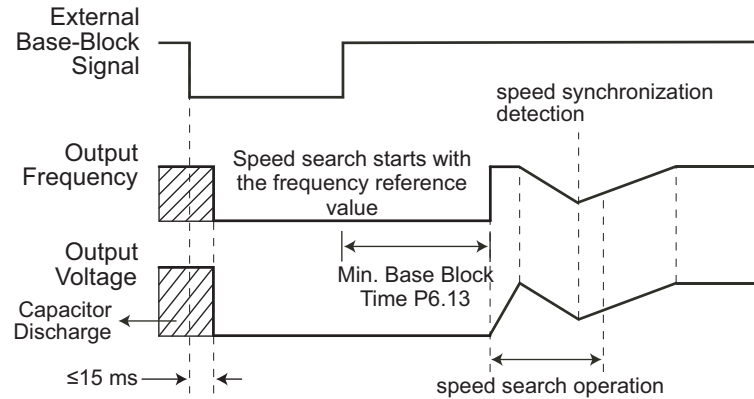 External
Base-Block
Signal
speed synchronization
detection
Output
Frequency
Speed search starts with
the frequency reference
value
Output
Voltage
Min. Base Block
Time P6.13
Capacitor
Discharge
≤15 ms
speed search operation